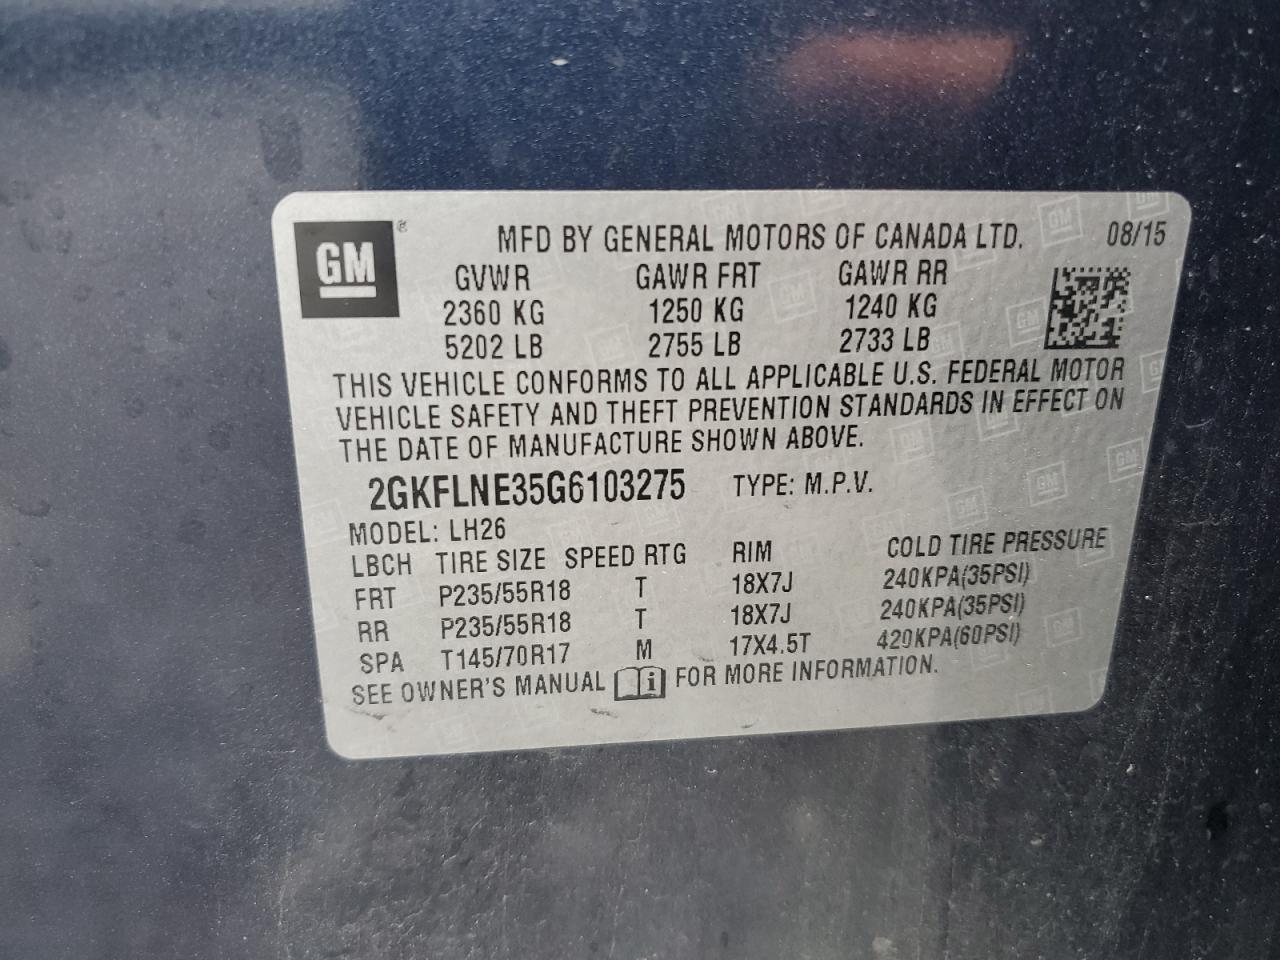 GM ® MFD BY GENERAL MOTORS OF CANADA LTD. 08/15
GVWR GAWR FRT GAWR RR
2360 KG 1250 KG 1240 KG
5202 LB 2755 LB 2733 LB
THIS VEHICLE CONFORMS TO ALL APPLICABLE U.S. FEDERAL MOTOR
VEHICLE SAFETY AND THEFT PREVENTION STANDARDS IN EFFECT ON
THE DATE OF MANUFACTURE SHOWN ABOVE.
2GKFLNE35G6103275 TYPE: M.P.V.
MODEL: LH26
LBCH TIRE SIZE SPEED RTG RIM COLD TIRE PRESSURE
FRT P235/55R18 T 18X7J 240KPA(35PSI)
RR P235/55R18 T 18X7J 240KPA(35PSI)
SPA T145/70R17 M 17X4.5T 420KPA(60PSI)
SEE OWNER'S MANUAL i FOR MORE INFORMATION.